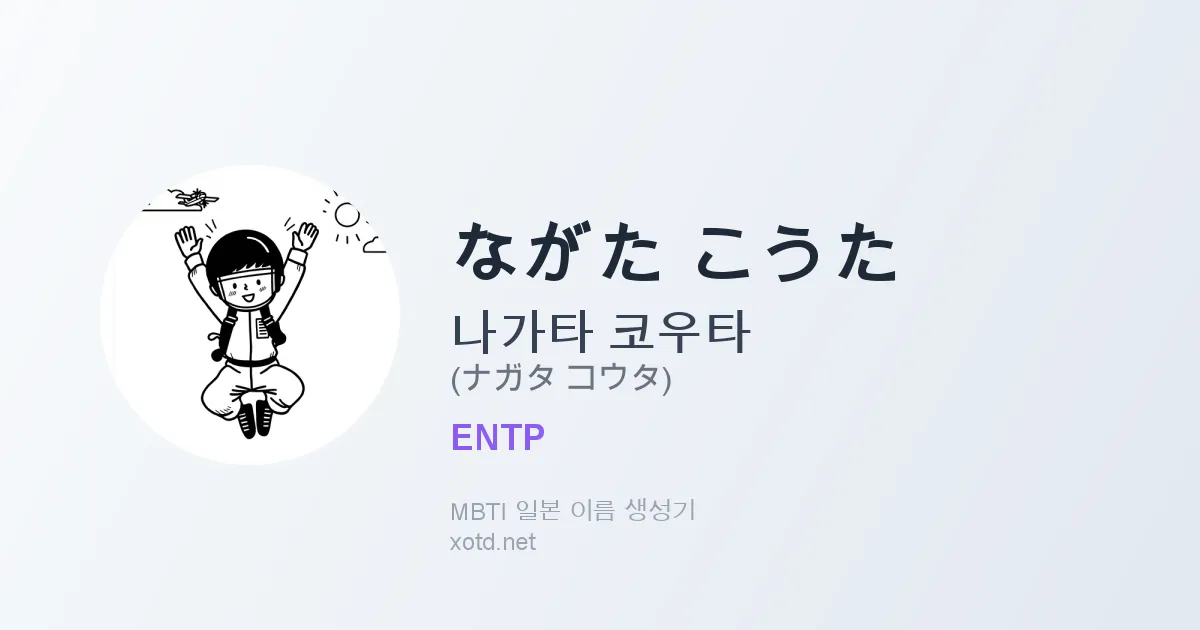 ながた こうた
나가타 코우타
(ナガタ コウタ)
ENTP
MBTI 일본 이름 생성기
xotd.net